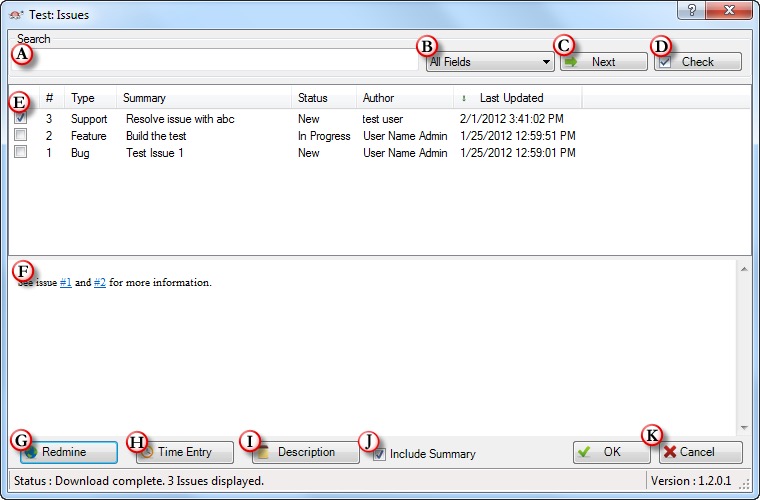 Test: Issues
?
Search
A
B
All Fields
C
Next
D
Check
E
# Type Summary Status Author Last Updated
3 Support Resolve issue with abc New test user 2/1/2012 3:41:02 PM
2 Feature Build the test In Progress User Name Admin 1/25/2012 12:59:51 PM
1 Bug Test Issue 1 New User Name Admin 1/25/2012 12:59:01 PM
F
See issue #1 and #2 for more information.
G
Redmine
H
Time Entry
I
Description
J
Include Summary
OK
K
Cancel
Status : Download complete. 3 Issues displayed.
Version : 1.2.0.1